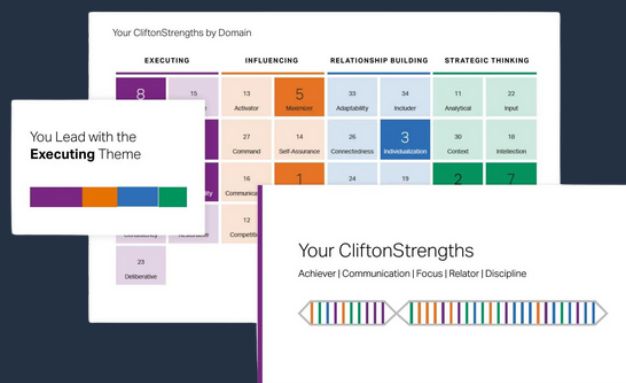 Your CliftonStrengths by Domain
EXECUTING INFLUENCING RELATIONSHIP BUILDING STRATEGIC THINKING
8 15 13 5 33 34 11 22
Activator Maximizer Adaptability Includer Analytical Input
27 14 26 3 30 18
Command Self-Assurance Connectedness Individualization Context Intellection
16 1 24 19 2 7
12
23
Deliberative
You Lead with the
Executing Theme
Your CliftonStrengths
Achiever | Communication | Focus | Relator | Discipline